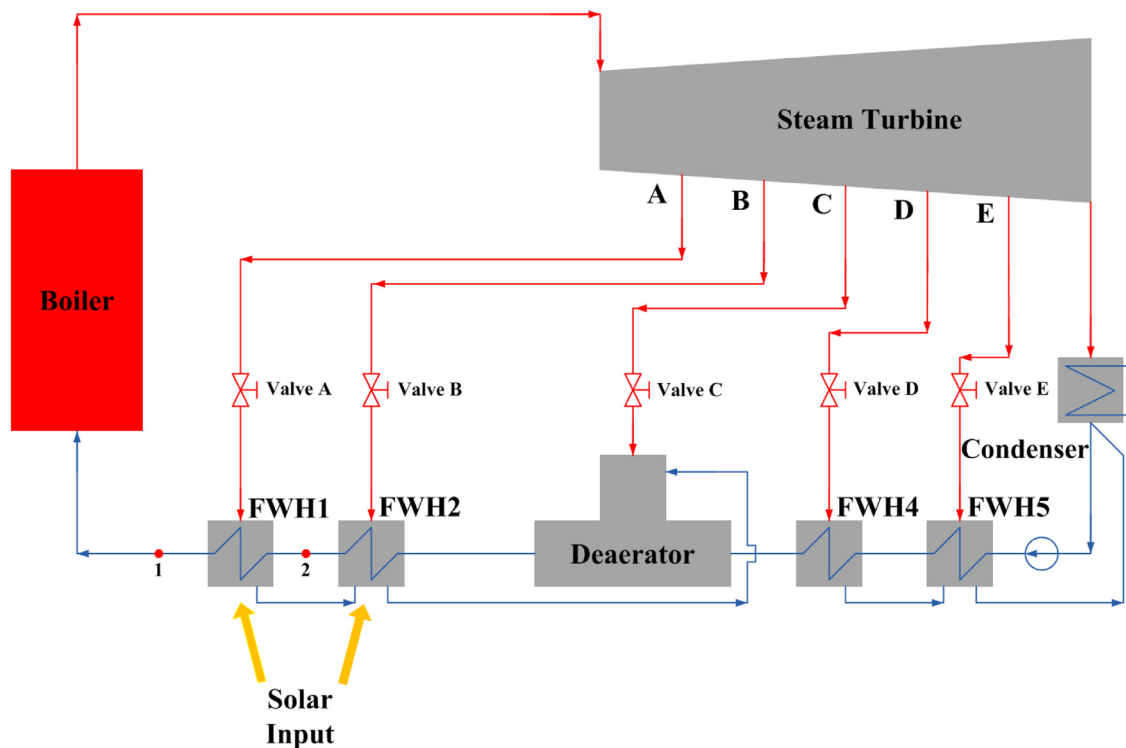 Steam Turbine
A
B
C
D
E
Boiler
Valve A
Valve B
Valve C
Valve D
Valve E
Condenser
FWH1
FWH2
Deaerator
FWH4
FWH5
1
2
Solar
Input